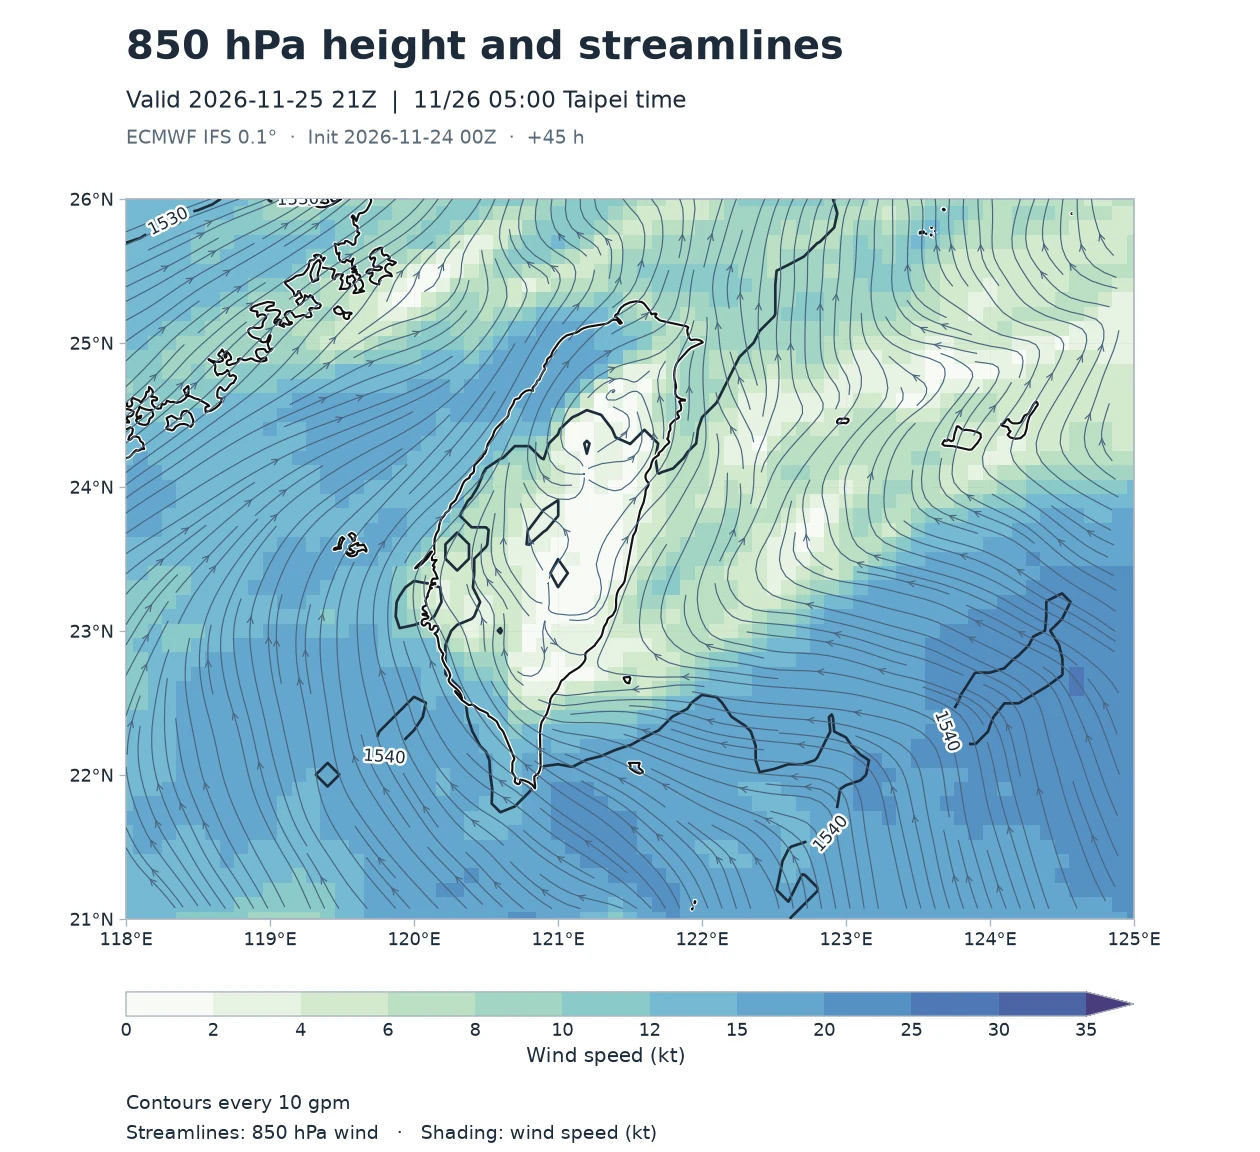 850 hPa height and streamlines
Valid 2026-11-25 21Z | 11/26 05:00 Taipei time
ECMWF IFS 0.1° · Init 2026-11-24 00Z · +45 h
26°N
1530
1530
25°N
24°N
23°N
1540
1540
22°N
1540
21°N
118°E 119°E 120°E 121°E 122°E 123°E 124°E 125°E
0 2 4 6 8 10 12 15 20 25 30 35
Wind speed (kt)
Contours every 10 gpm
Streamlines: 850 hPa wind · Shading: wind speed (kt)